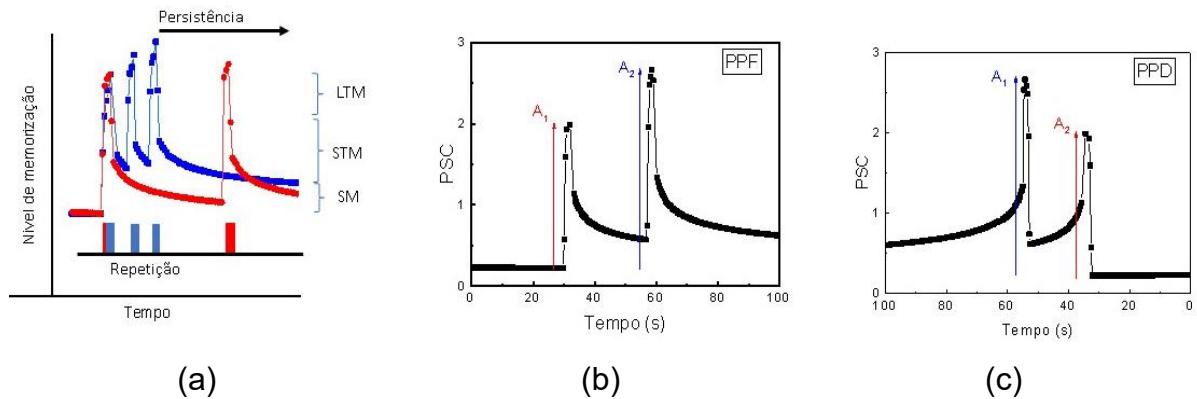 Persistência
Nível de memorização
LTM
STM
SM
Repetição
Tempo
(a)
PPF
3
2
1
0
PSC
A1
A2
0 20 40 60 80 100
Tempo (s)
(b)
PPD
3
2
1
0
PSC
A1
A2
100 80 60 40 20 0
Tempo (s)
(c)